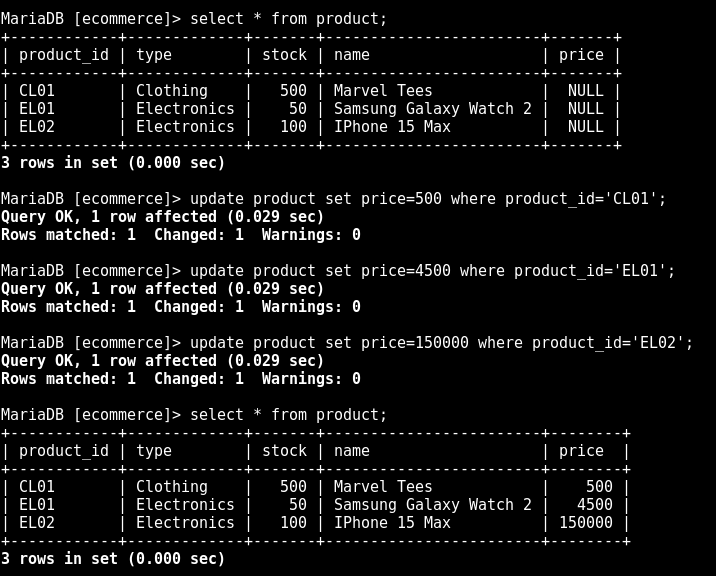 MariaDB [ecommerce]> select * from product;
+------------+-------------+-------+------------------------+-------+
| product_id | type        | stock | name                   | price |
+------------+-------------+-------+------------------------+-------+
| CL01       | Clothing    |   500 | Marvel Tees            |  NULL |
| EL01       | Electronics |    50 | Samsung Galaxy Watch 2 |  NULL |
| EL02       | Electronics |   100 | IPhone 15 Max          |  NULL |
+------------+-------------+-------+------------------------+-------+
3 rows in set (0.000 sec)

MariaDB [ecommerce]> update product set price=500 where product_id='CL01';
Query OK, 1 row affected (0.029 sec)
Rows matched: 1  Changed: 1  Warnings: 0

MariaDB [ecommerce]> update product set price=4500 where product_id='EL01';
Query OK, 1 row affected (0.029 sec)
Rows matched: 1  Changed: 1  Warnings: 0

MariaDB [ecommerce]> update product set price=150000 where product_id='EL02';
Query OK, 1 row affected (0.029 sec)
Rows matched: 1  Changed: 1  Warnings: 0

MariaDB [ecommerce]> select * from product;
+------------+-------------+-------+------------------------+--------+
| product_id | type        | stock | name                   | price  |
+------------+-------------+-------+------------------------+--------+
| CL01       | Clothing    |   500 | Marvel Tees            |    500 |
| EL01       | Electronics |    50 | Samsung Galaxy Watch 2 |   4500 |
| EL02       | Electronics |   100 | IPhone 15 Max          | 150000 |
+------------+-------------+-------+------------------------+--------+
3 rows in set (0.000 sec)